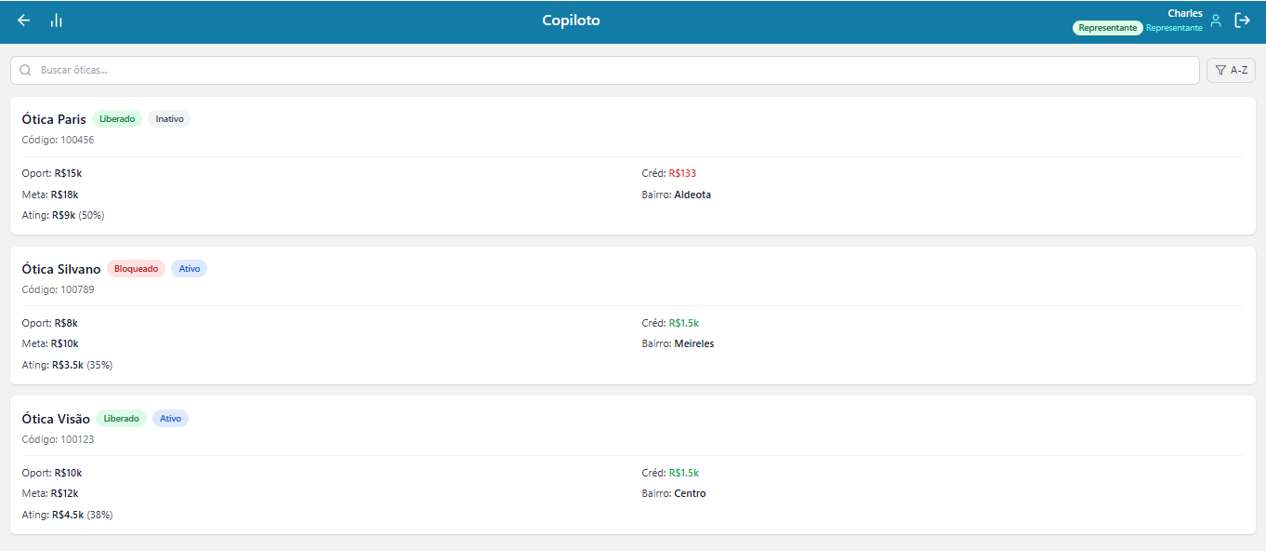 Copiloto
Charles
Representante Representante
Buscar óticas...
A-Z
Ótica Paris Liberado Inativo
Código: 100456
Oport: R$15k Créd: R$133
Meta: R$18k Bairro: Aldeota
Ating: R$9k (50%)
Ótica Silvano Bloqueado Ativo
Código: 100789
Oport: R$8k Créd: R$1.5k
Meta: R$10k Bairro: Meireles
Ating: R$3.5k (35%)
Ótica Visão Liberado Ativo
Código: 100123
Oport: R$10k Créd: R$1.5k
Meta: R$12k Bairro: Centro
Ating: R$4.5k (38%)